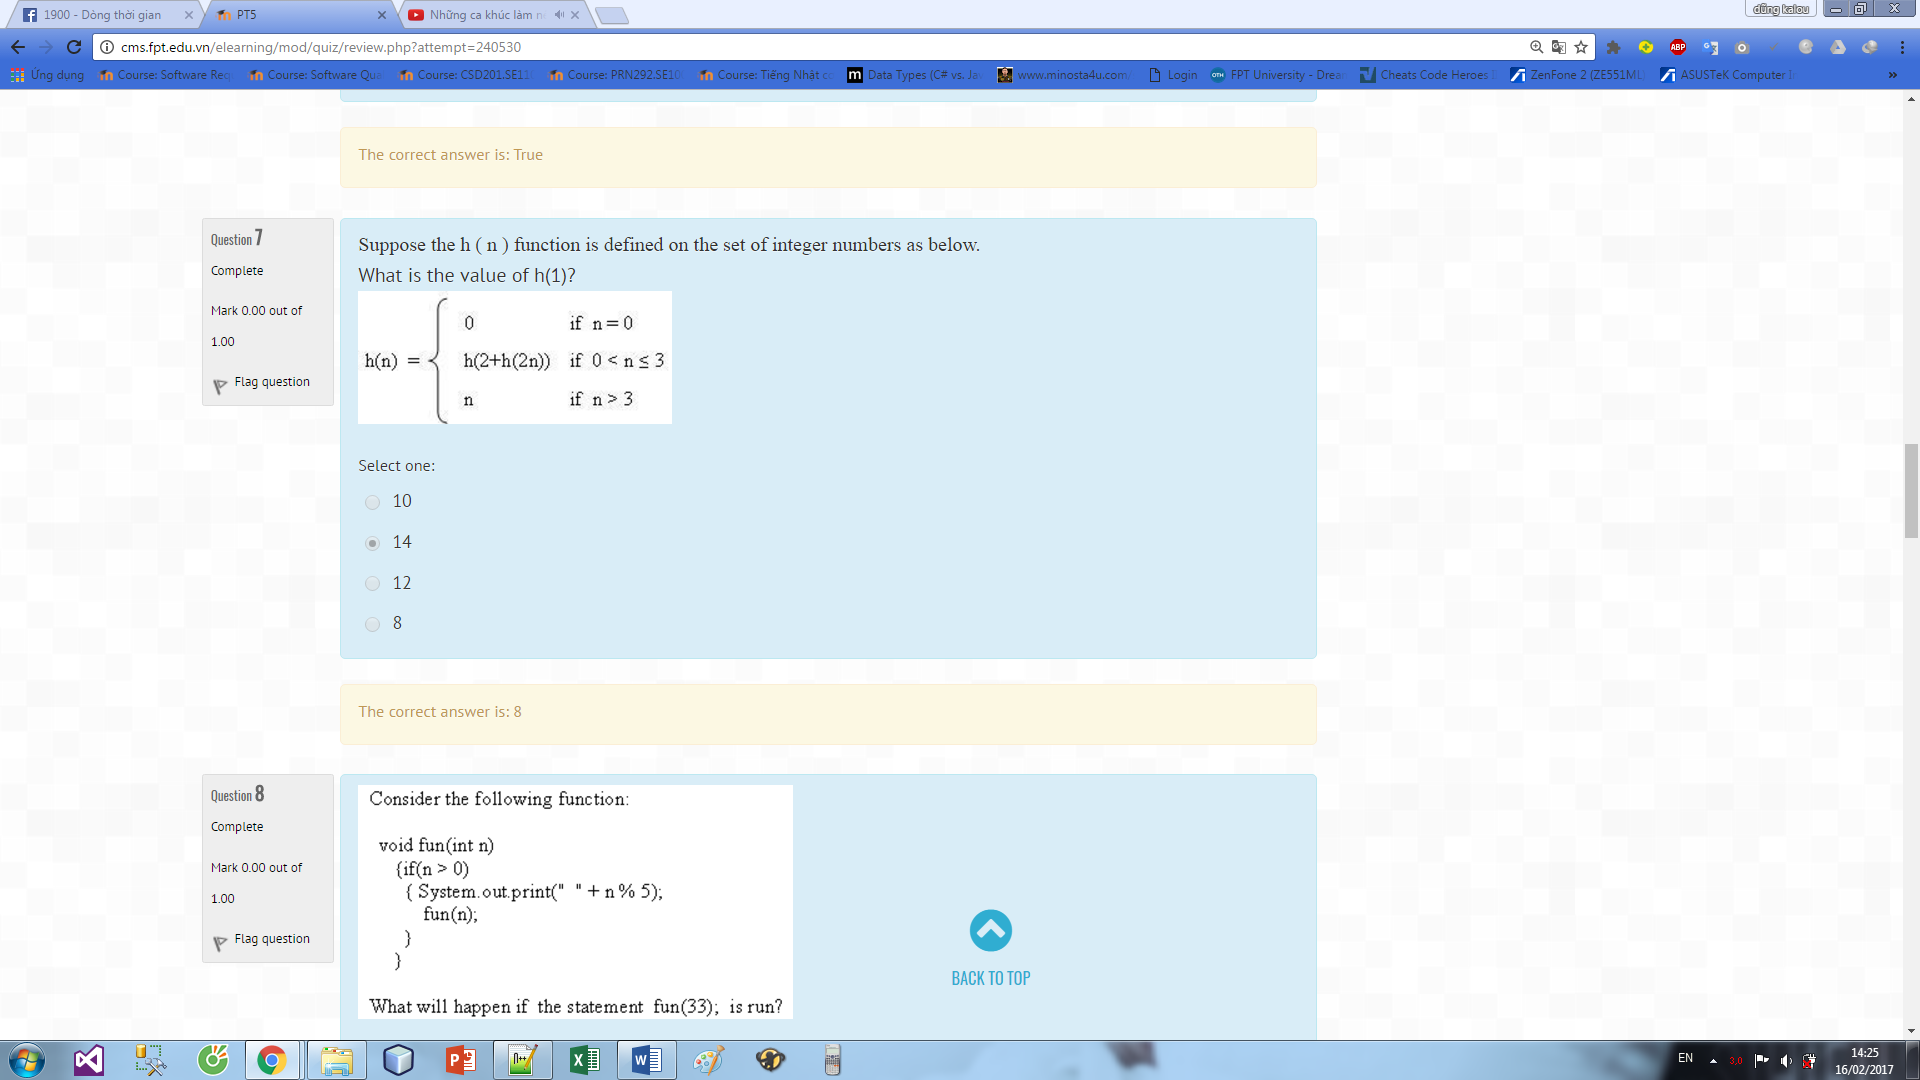 1900 - Dòng thời gian
PT5
Những ca khúc làm n
dũng kalou
cms.fpt.edu.vn/elearning/mod/quiz/review.php?attempt=240530
Ứng dụng
Course: Software Req
Course: Software Qua
Course: CSD201.SE11
Course: PRN292.SE10
Course: Tiếng Nhật cơ
Data Types (C# vs. Ja
www.minosta4u.com/
Login
FPT University - Drea
Cheats Code Heroes
ZenFone 2 (ZE551ML
ASUSTeK Computer I
The correct answer is: True
Question 7
Complete
Mark 0.00 out of
1.00
Flag question
Suppose the h ( n ) function is defined on the set of integer numbers as below.
What is the value of h(1)?
0 if n = 0
h(n) = h(2+h(2n)) if 0 < n ≤ 3
n if n > 3
Select one:
10
14
12
8
The correct answer is: 8
Question 8
Complete
Mark 0.00 out of
1.00
Flag question
Consider the following function:
void fun(int n)
{if(n > 0)
{ System.out.print(" " + n % 5);
fun(n);
}
}
What will happen if the statement fun(33); is run?
BACK TO TOP
EN
3.0
14:25
16/02/2017